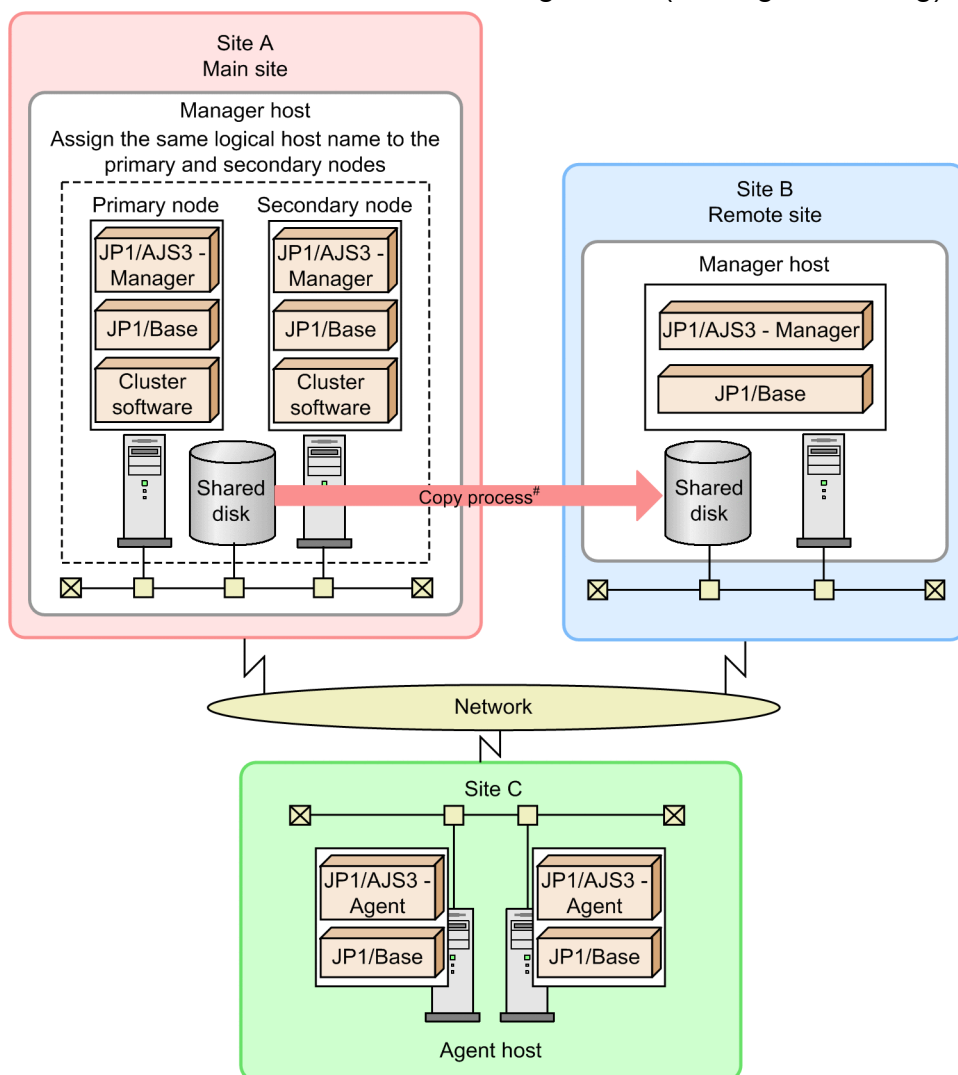 Site A
Main site
Manager host
Assign the same logical host name to the
primary and secondary nodes
Primary node
Secondary node
JP1/AJS3 -
Manager
JP1/Base
Cluster
software
JP1/AJS3 -
Manager
JP1/Base
Cluster
software
Shared
disk
Copy process#
Site B
Remote site
Manager host
JP1/AJS3 - Manager
JP1/Base
Shared
disk
Network
Site C
JP1/AJS3 -
Agent
JP1/Base
JP1/AJS3 -
Agent
JP1/Base
Agent host